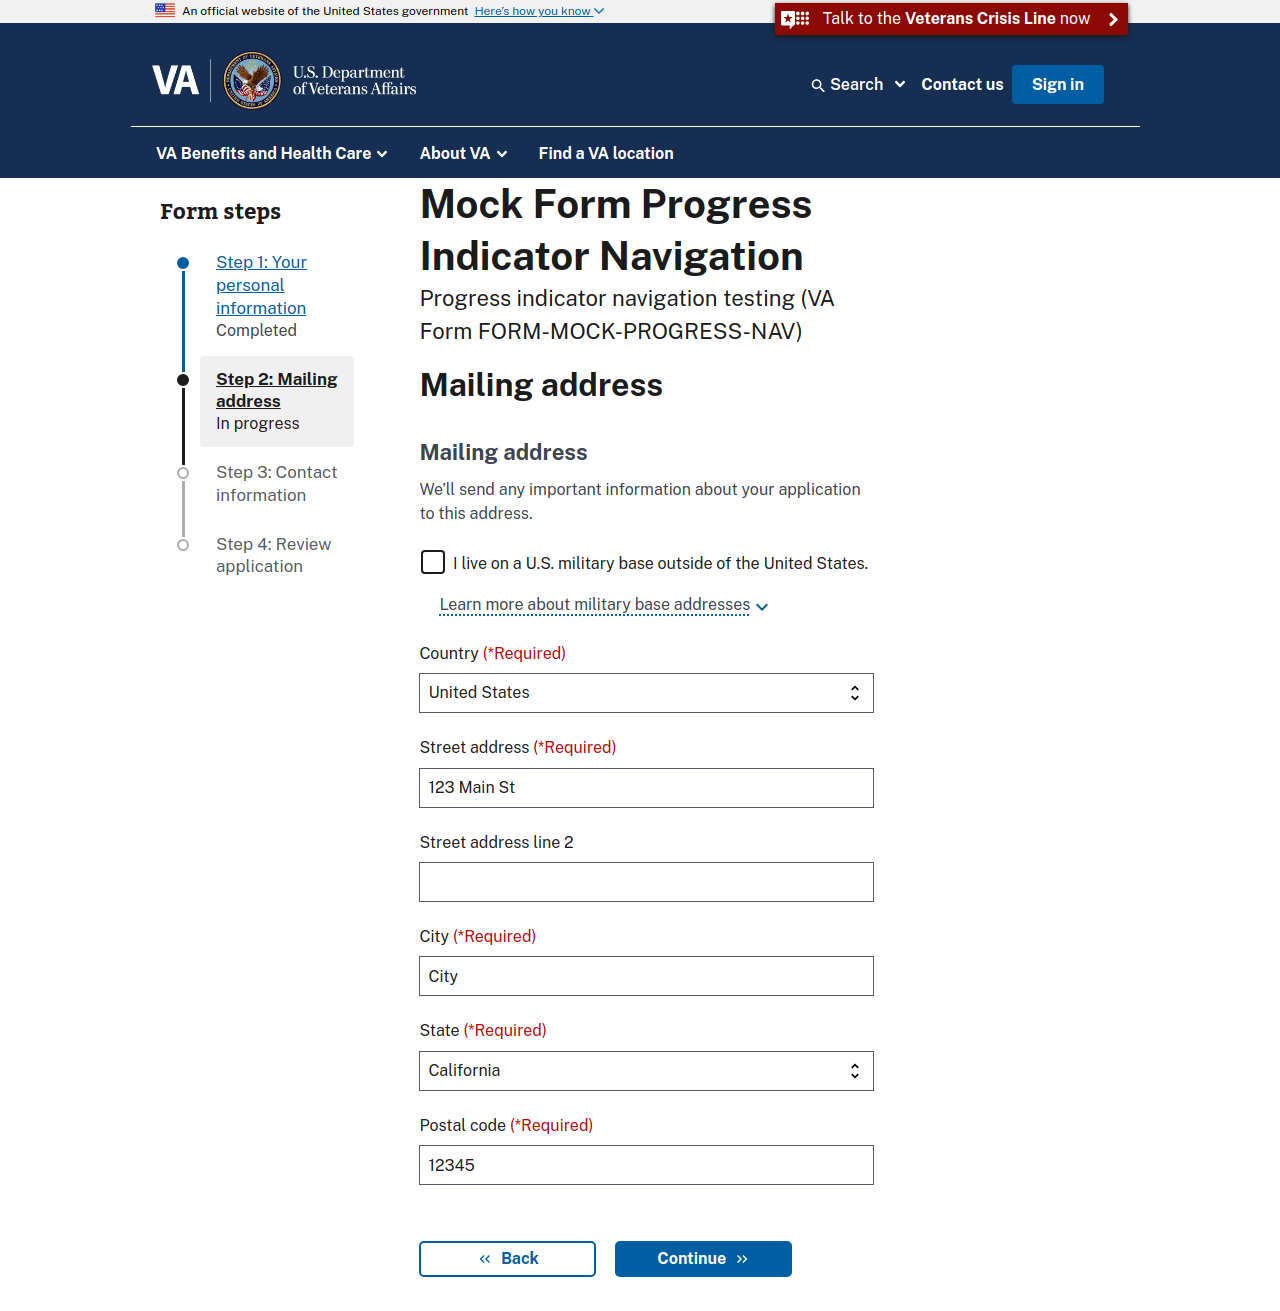 An official website of the United States government Here's how you know
Talk to the Veterans Crisis Line now
VA
U.S. Department
of Veterans Affairs
Search
Contact us
Sign in
VA Benefits and Health Care
About VA
Find a VA location
Form steps
Step 1: Your
personal
information
Completed
Step 2: Mailing
address
In progress
Step 3: Contact
information
Step 4: Review
application
Mock Form Progress
Indicator Navigation
Progress indicator navigation testing (VA
Form FORM-MOCK-PROGRESS-NAV)
Mailing address
Mailing address
We'll send any important information about your application
to this address.
I live on a U.S. military base outside of the United States.
Learn more about military base addresses
Country (*Required)
United States
Street address (*Required)
123 Main St
Street address line 2
City (*Required)
City
State (*Required)
California
Postal code (*Required)
12345
Back
Continue